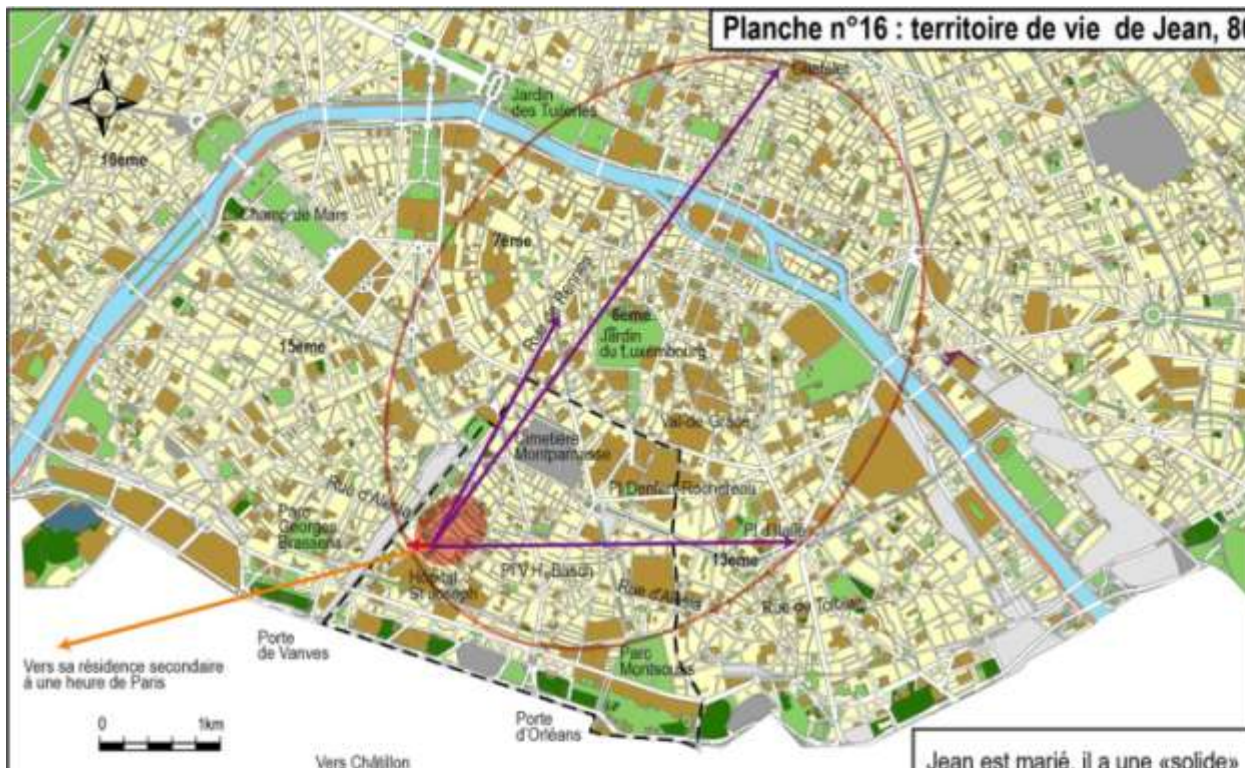 Planche n°16 : territoire de vie de Jean, 80
Châtelet
N
Jardin
des Tuileries
16ème
Champ de Mars
7ème
Rue de Rennes
6ème
Jardin
du Luxembourg
15ème
Val-de-Grâce
Cimetière
Montparnasse
Pl Denfert-Rochereau
Rue d'Alésia
Parc
Georges
Brassens
Pl d'Italie
13ème
Hôpital
St Joseph
Pl V.H. Basch
Rue d'Alésia
Rue de Tolbiac
Porte
de Vanves
Parc
Montsouris
Vers sa résidence secondaire
à une heure de Paris
0 1km
Porte
d'Orléans
Vers Châtillon
Jean est marié, il a une «solide»